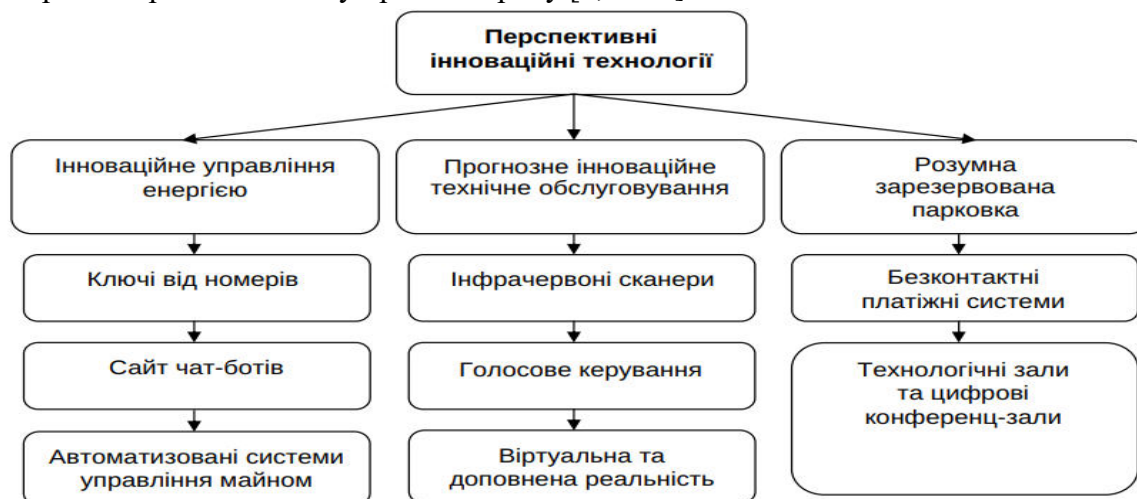 Перспективні
інноваційні технології
Інноваційне управління
енергією
Прогнозне інноваційне
технічне обслуговування
Розумна
зарезервована
парковка
Ключі від номерів
Інфрачервоні сканери
Безконтактні
платіжні системи
Сайт чат-ботів
Голосове керування
Технологічні зали
та цифрові
конференц-зали
Автоматизовані системи
управління майном
Віртуальна та
доповнена реальність